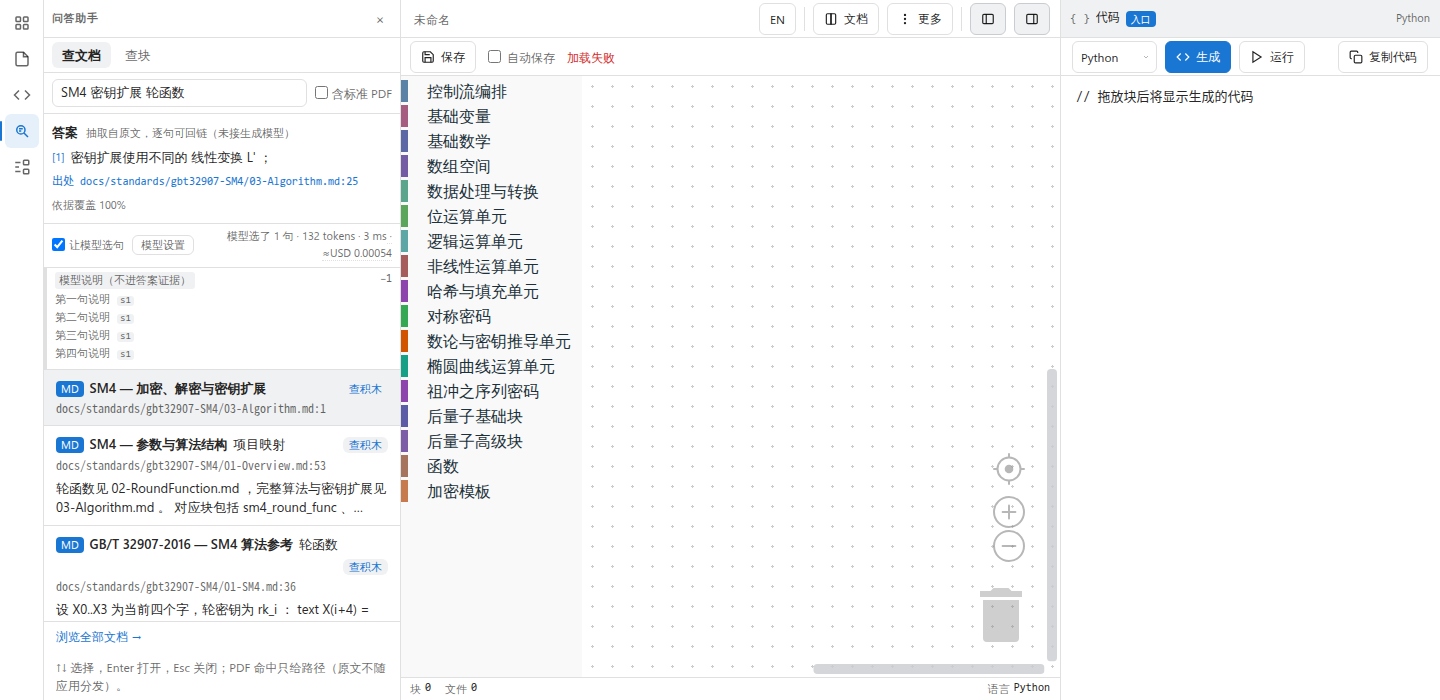 问答助手
×
未命名
EN
文档
更多
{ } 代码 入口
Python
查文档
查块
保存
自动保存
加载失败
Python
生成
运行
复制代码
SM4 密钥扩展 轮函数
含标准 PDF
// 拖放块后将显示生成的代码
答案 抽取自原文，逐句可回链（未接生成模型）
[1] 密钥扩展使用不同的 线性变换 L' ；
出处 docs/standards/gbt32907-SM4/03-Algorithm.md:25
依据覆盖 100%
让模型选句
模型设置
模型选了 1 句 · 132 tokens · 3 ms ·
≈USD 0.00054
模型说明（不进答案证据）
−1
第一句说明 s1
第二句说明 s1
第三句说明 s1
第四句说明 s1
MD SM4 — 加密、解密与密钥扩展
查积木
docs/standards/gbt32907-SM4/03-Algorithm.md:1
MD SM4 — 参数与算法结构 项目映射
查积木
docs/standards/gbt32907-SM4/01-Overview.md:53
轮函数见 02-RoundFunction.md ，完整算法与密钥扩展见
03-Algorithm.md 。 对应块包括 sm4_round_func 、...
MD GB/T 32907-2016 — SM4 算法参考 轮函数
查积木
docs/standards/gbt32907-SM4/01-SM4.md:36
设 X0..X3 为当前四个字，轮密钥为 rk_i ： text X(i+4) =
浏览全部文档 →
↑↓ 选择，Enter 打开，Esc 关闭；PDF 命中只给路径（原文不随
应用分发）。
控制流编排
基础变量
基础数学
数组空间
数据处理与转换
位运算单元
逻辑运算单元
非线性运算单元
哈希与填充单元
对称密码
数论与密钥推导单元
椭圆曲线运算单元
祖冲之序列密码
后量子基础块
后量子高级块
函数
加密模板
块 0
文件 0
语言 Python